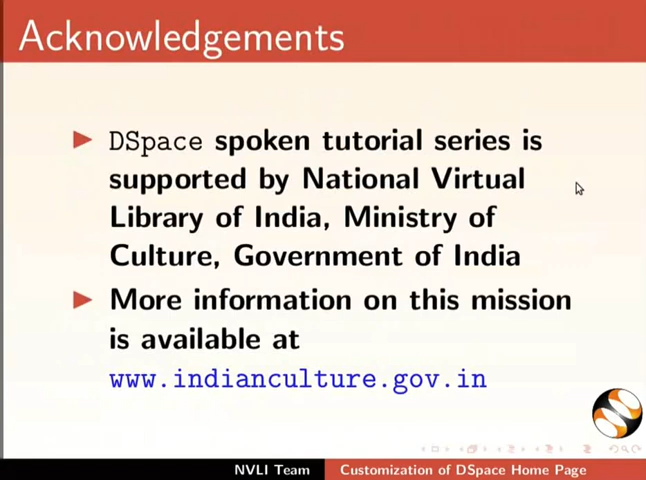 Acknowledgements
DSpace spoken tutorial series is
supported by National Virtual
Library of India, Ministry of
Culture, Government of India
More information on this mission
is available at
www.indianculture.gov.in
NVLI Team
Customization of DSpace Home Page